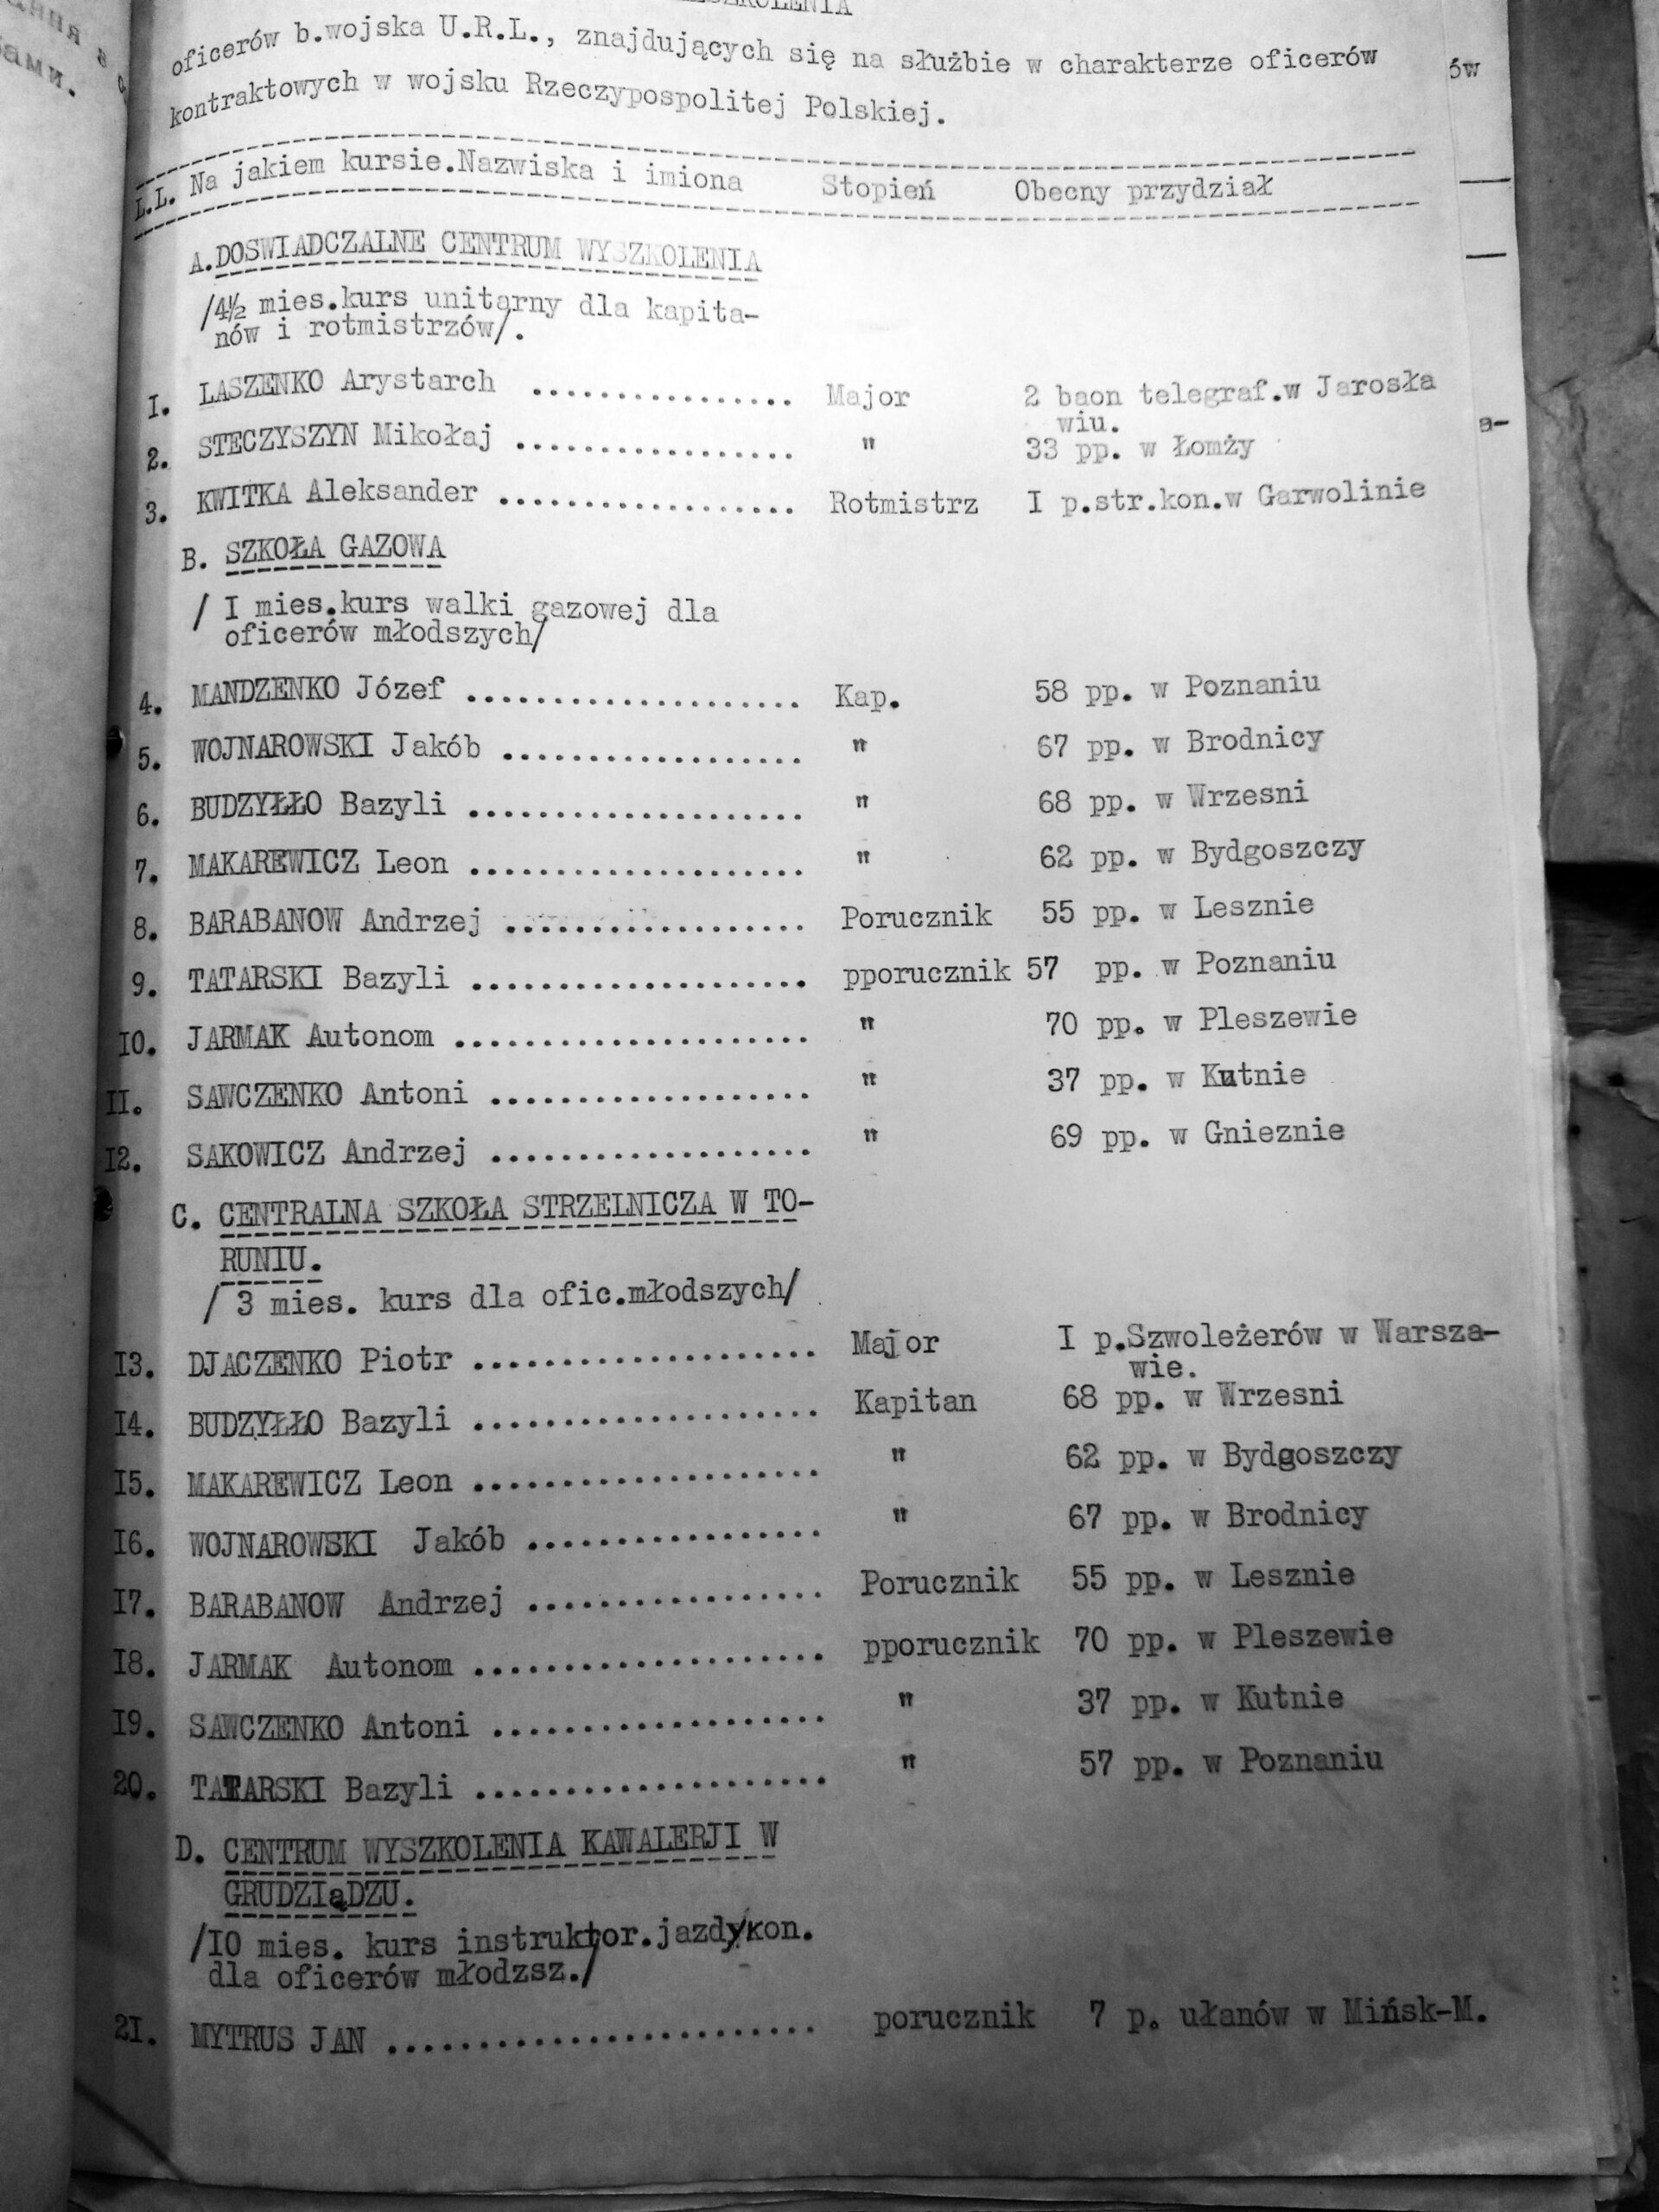 oficerów b.wojska U.R.L., znajdujących się na służbie w charakterze oficerów
kontraktowych w wojsku Rzeczypospolitej Polskiej.
L.L. Na jakiem kursie.Nazwiska i imiona Stopień Obecny przydział
A.DOSWIADCZALNE CENTRUM WYSZKOLENIA
/4½ mies.kurs unitarny dla kapita-
nów i rotmistrzów/.
I. LASZENKO Arystarch ................ Major 2 baon telegraf.w Jarosła
wiu.
2. STECZYSZYN Mikołaj ................. " 33 pp. w Łomży
3. KWITKA Aleksander .................. Rotmistrz I p.str.kon.w Garwolinie
B. SZKOŁA GAZOWA
/ I mies.kurs walki gazowej dla
oficerów młodszych/
4. MANDZENKO Józef .................... Kap. 58 pp. w Poznaniu
5. WOJNAROWSKI Jakób .................. " 67 pp. w Brodnicy
6. BUDZYŁŁO Bazyli .................... " 68 pp. w Wrzesni
7. MAKAREWICZ Leon .................... " 62 pp. w Bydgoszczy
8. BARABANOW Andrzej .................. Porucznik 55 pp. w Lesznie
9. TATARSKI Bazyli .................... pporucznik 57 pp. w Poznaniu
I0. JARMAK Autonom ..................... " 70 pp. w Pleszewie
II. SAWCZENKO Antoni ................... " 37 pp. w Kutnie
I2. SAKOWICZ Andrzej ................... " 69 pp. w Gnieznie
C. CENTRALNA SZKOŁA STRZELNICZA W TO-
RUNIU.
/ 3 mies. kurs dla ofic.młodszych/
I3. DJACZENKO Piotr .................... Major I p.Szwoleżerów w Warsza-
wie.
I4. BUDZYŁŁO Bazyli .................... Kapitan 68 pp. w Wrzesni
I5. MAKAREWICZ Leon .................... " 62 pp. w Bydgoszczy
I6. WOJNAROWSKI Jakób ................. " 67 pp. w Brodnicy
I7. BARABANOW Andrzej ................. Porucznik 55 pp. w Lesznie
I8. JARMAK Autonom .................... pporucznik 70 pp. w Pleszewie
I9. SAWCZENKO Antoni ................... " 37 pp. w Kutnie
20. TATARSKI Bazyli .................... " 57 pp. w Poznaniu
D. CENTRUM WYSZKOLENIA KAWALERJI W
GRUDZIąDZU.
/I0 mies. kurs instruktor.jazdy kon.
dla oficerów młodzsz./
2I. MYTRUS JAN ........................ porucznik 7 p. ułanów w Mińsk-M.
ów
a-